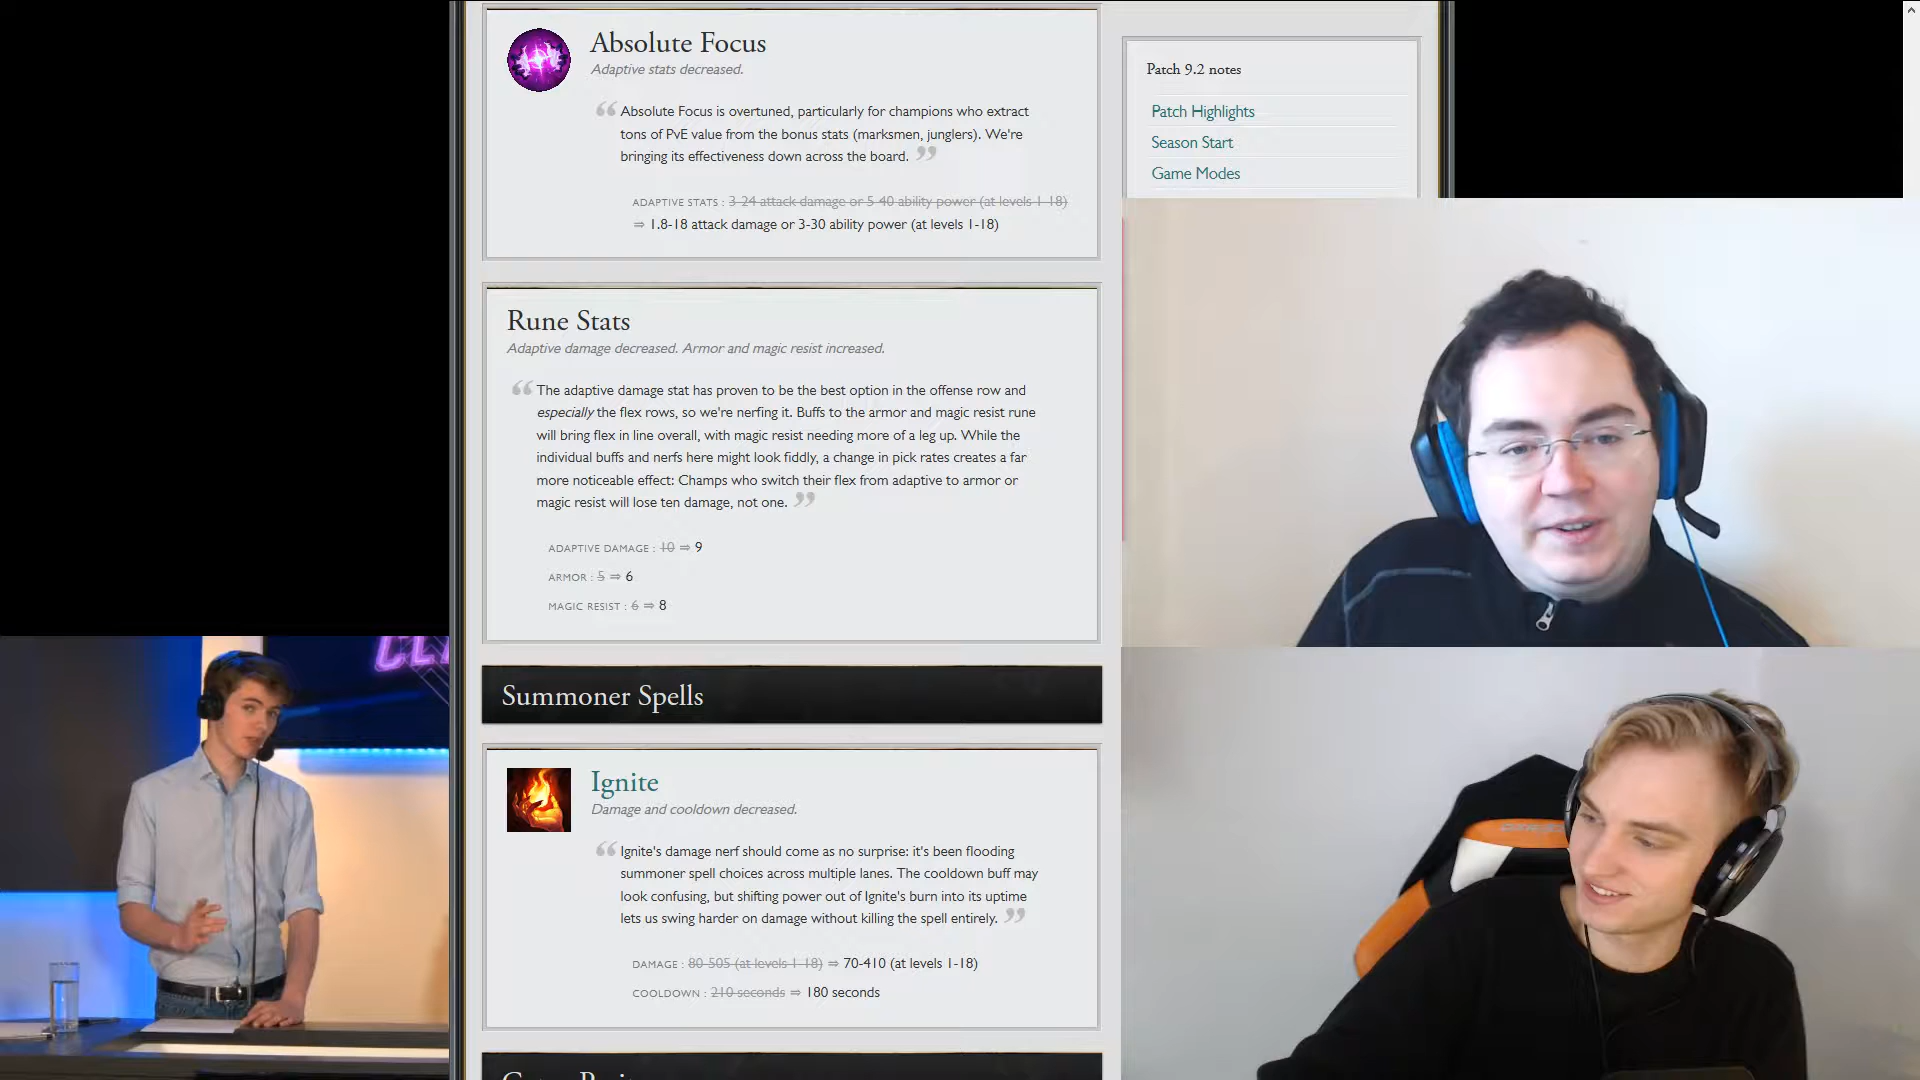 Absolute Focus
Adaptive stats decreased.
Absolute Focus is overtuned, particularly for champions who extract
tons of PvE value from the bonus stats (marksmen, junglers). We're
bringing its effectiveness down across the board.
ADAPTIVE STATS : 3-24 attack damage or 5-40 ability power (at levels 1-18)
⇒ 1.8-18 attack damage or 3-30 ability power (at levels 1-18)
Rune Stats
Adaptive damage decreased. Armor and magic resist increased.
The adaptive damage stat has proven to be the best option in the offense row and
especially the flex rows, so we're nerfing it. Buffs to the armor and magic resist rune
will bring flex in line overall, with magic resist needing more of a leg up. While the
individual buffs and nerfs here might look fiddly, a change in pick rates creates a far
more noticeable effect: Champs who switch their flex from adaptive to armor or
magic resist will lose ten damage, not one.
ADAPTIVE DAMAGE : 10 ⇒ 9
ARMOR : 5 ⇒ 6
MAGIC RESIST : 6 ⇒ 8
Summoner Spells
Ignite
Damage and cooldown decreased.
Ignite's damage nerf should come as no surprise: it's been flooding
summoner spell choices across multiple lanes. The cooldown buff may
look confusing, but shifting power out of Ignite's burn into its uptime
lets us swing harder on damage without killing the spell entirely.
DAMAGE : 80-505 (at levels 1-18) ⇒ 70-410 (at levels 1-18)
COOLDOWN : 210 seconds ⇒ 180 seconds
Patch 9.2 notes
Patch Highlights
Season Start
Game Modes